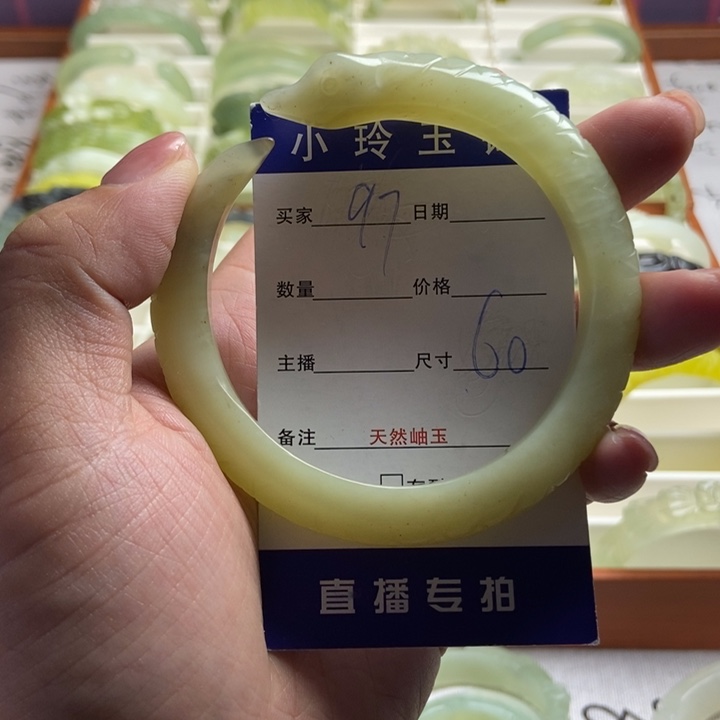 小玲玉
买家 97 日期
数量 价格
主播 尺寸 60
备注 天然岫玉
直播专拍